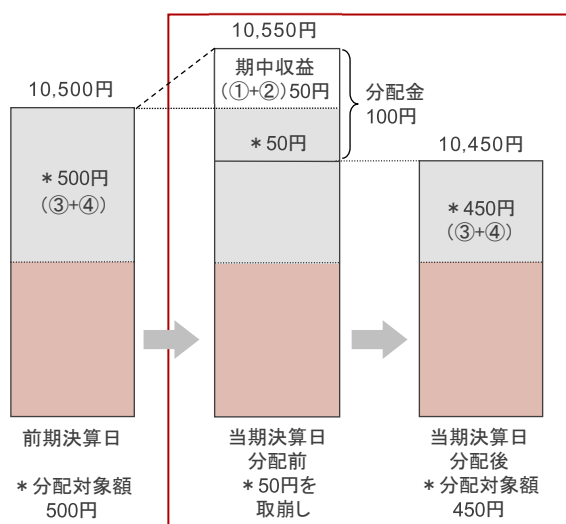 10,550円
10,500円
期中収益
(①+②)50円
分配金
100円
＊50円
10,450円
＊500円
(③+④)
＊450円
(③+④)
前期決算日
＊分配対象額
500円
当期決算日
分配前
＊50円を
取崩し
当期決算日
分配後
＊分配対象額
450円